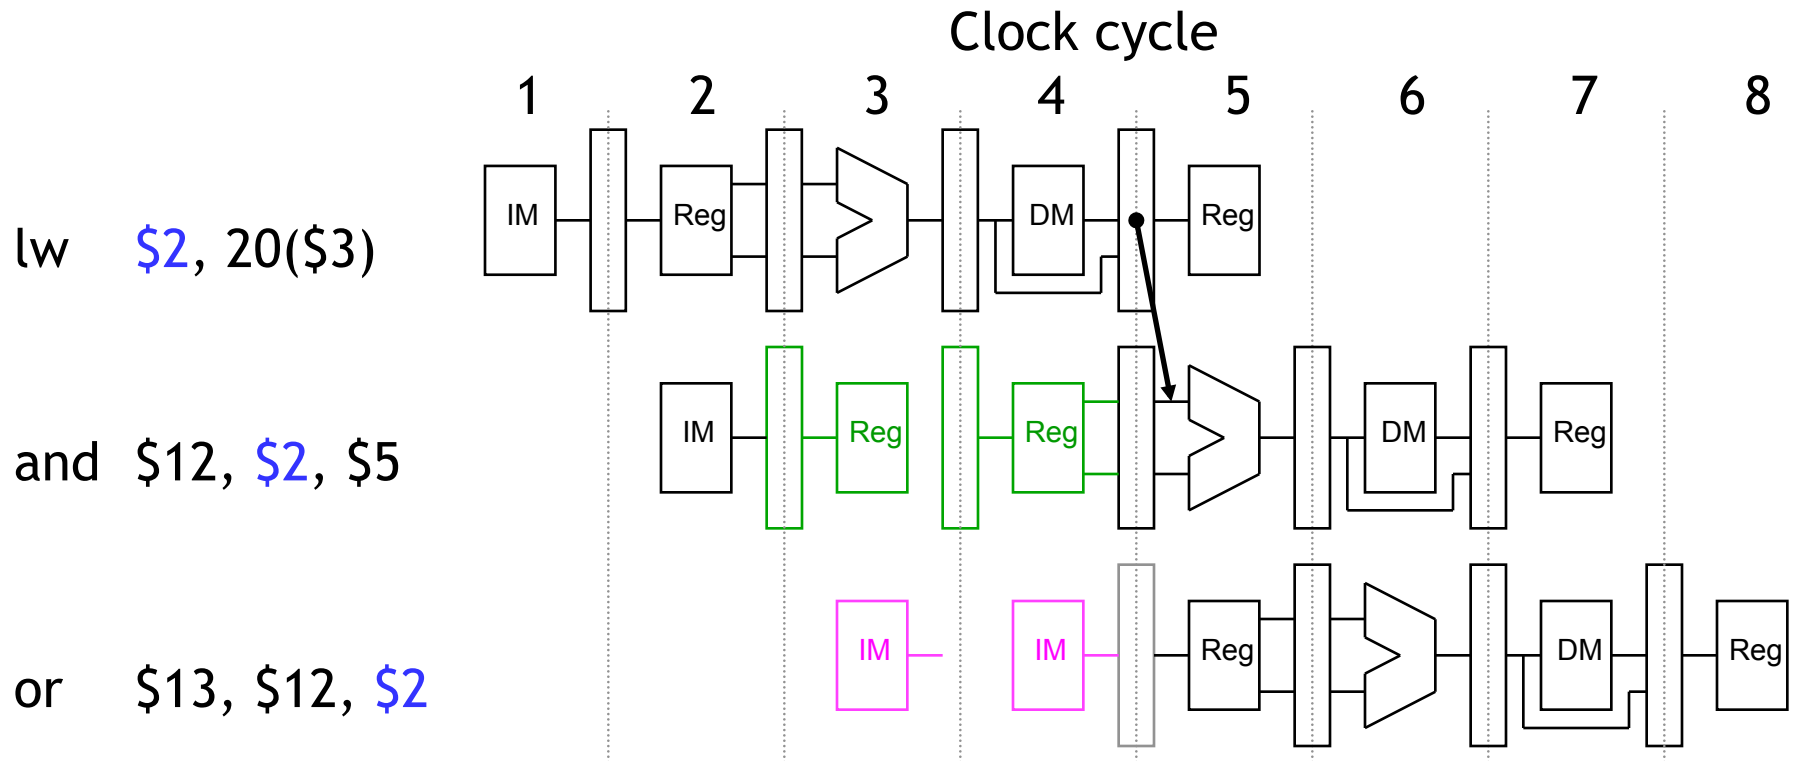 Clock cycle
1 2 3 4 5 6 7 8
lw $2, 20($3) IM Reg DM Reg
and $12, $2, $5 IM Reg Reg DM Reg
or $13, $12, $2 IM IM Reg DM Reg